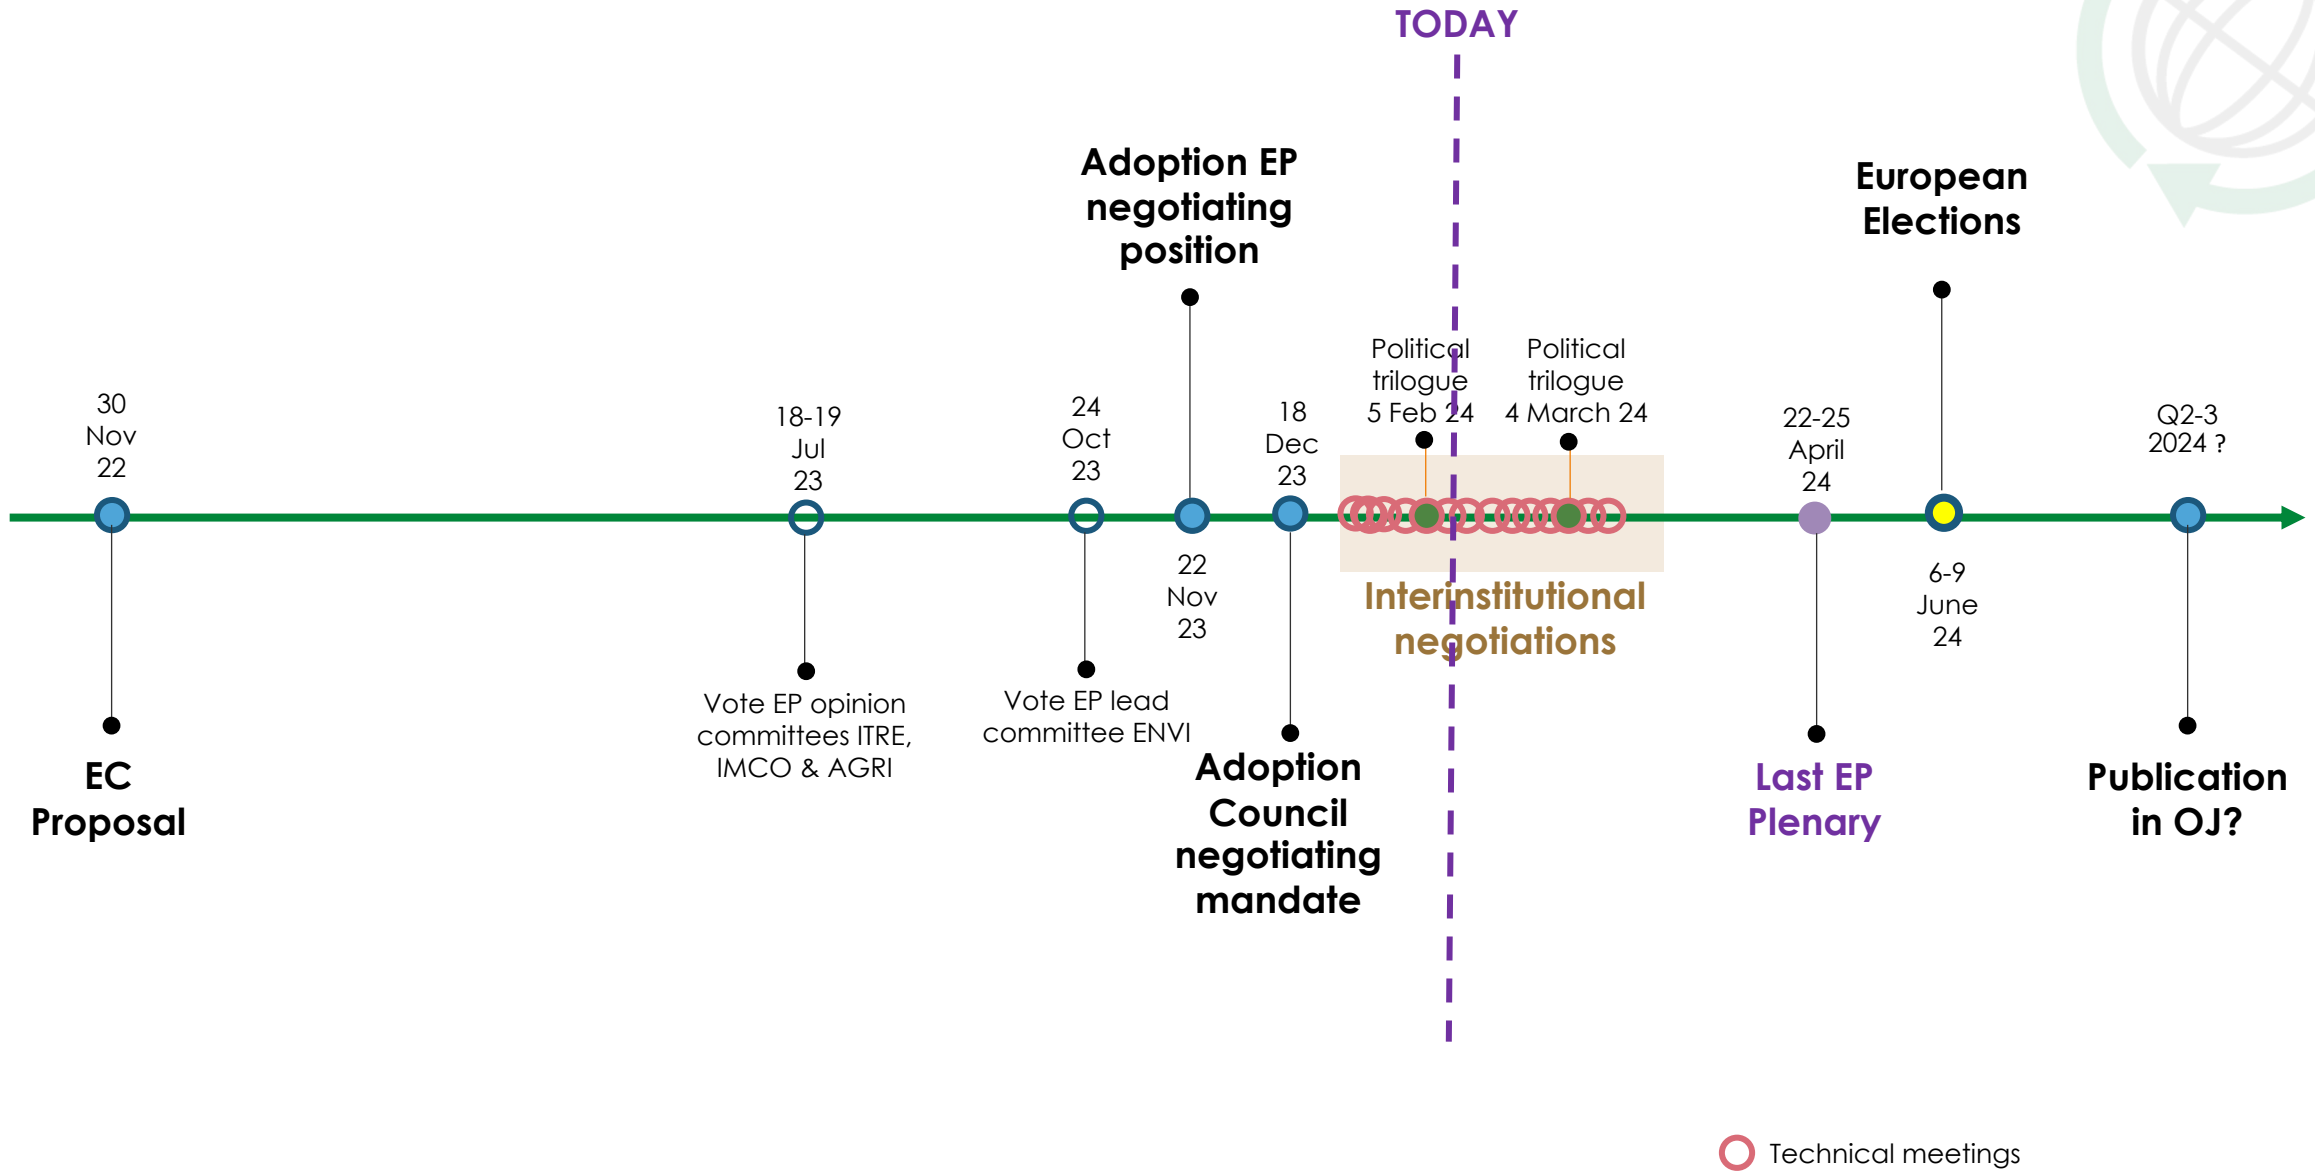 TODAY
Adoption EP
negotiating
position
European
Elections
30
Nov
22
18-19
Jul
23
24
Oct
23
18
Dec
23
Political
trilogue
5 Feb 24
Political
trilogue
4 March 24
22-25
April
24
Q2-3
2024 ?
22
Nov
23
Interinstitutional
negotiations
6-9
June
24
EC
Proposal
Vote EP opinion
committees ITRE,
IMCO & AGRI
Vote EP lead
committee ENVI
Adoption
Council
negotiating
mandate
Last EP
Plenary
Publication
in OJ?
Technical meetings